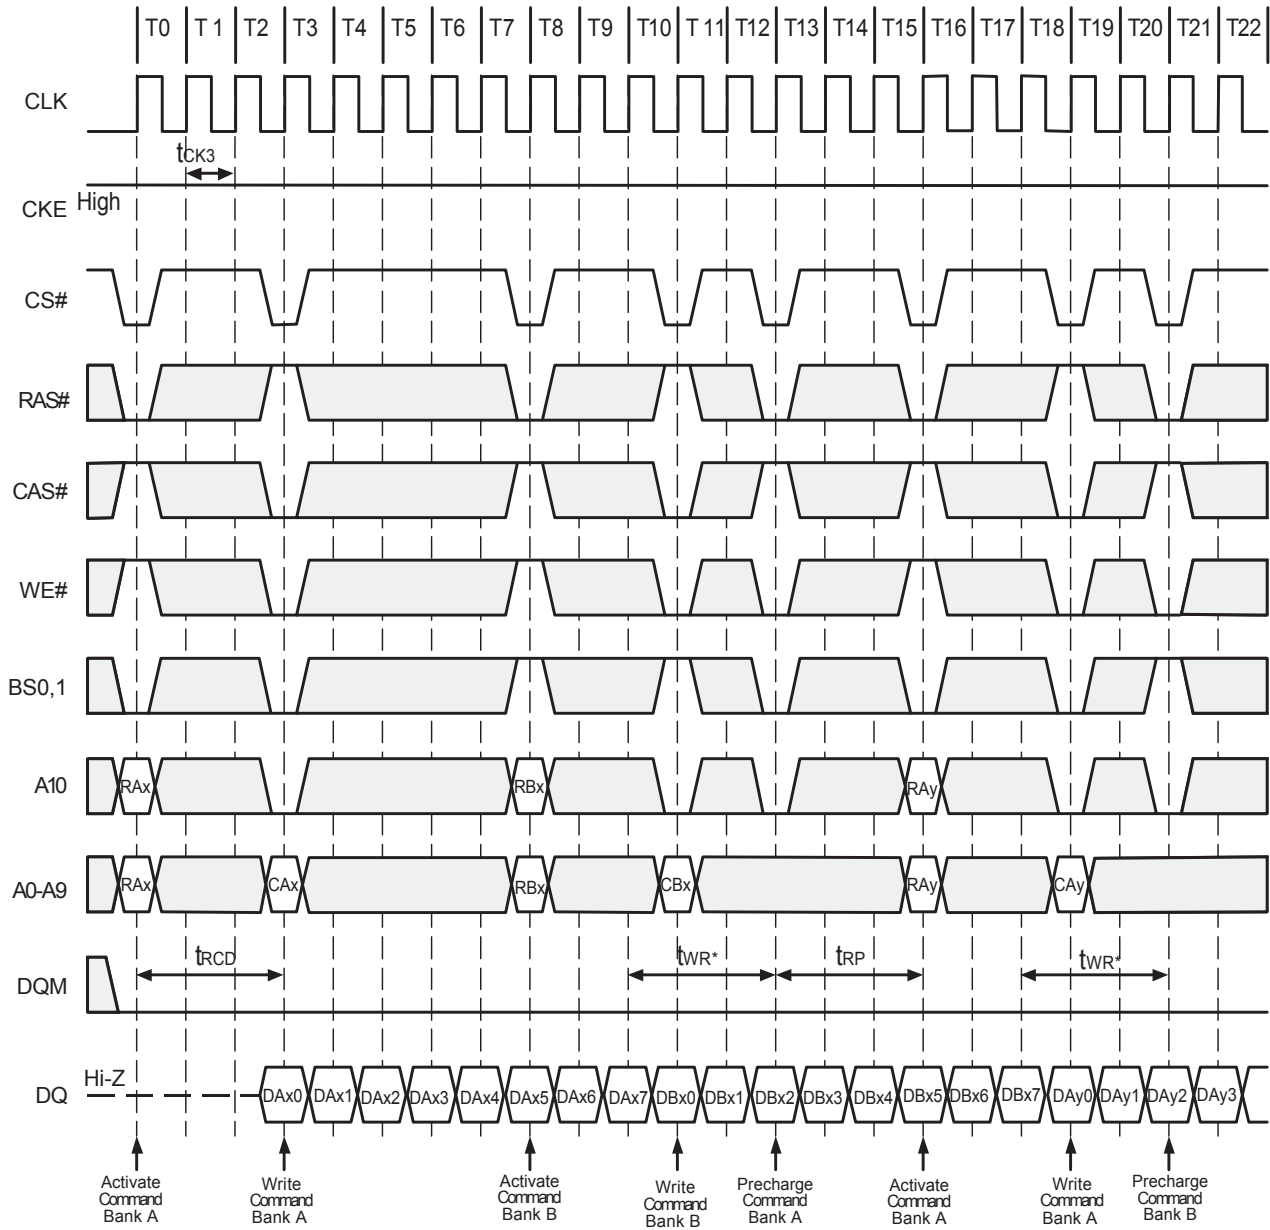 T0 T 1 T2 T3 T4 T5 T6 T7 T8 T9 T10 T 11 T12 T13 T14 T15 T16 T17 T18 T19 T20 T21 T22
CLK
tCK3
CKE High
CS#
RAS#
CAS#
WE#
BS0,1
A10 RAx RBx RAy
A0-A9 RAx CAx RBx CBx RAy CAy
DQM tRCD tWR* tRP tWR*
Hi-Z
DQ DAx0 DAx1 DAx2 DAx3 DAx4 DAx5 DAx6 DAx7 DBx0 DBx1 DBx2 DBx3 DBx4 DBx5 DBx6 DBx7 DAy0 DAy1 DAy2 DAy3
Activate
Command
Bank A
Write
Command
Bank A
Activate
Command
Bank B
Write
Command
Bank B
Precharge
Command
Bank A
Activate
Command
Bank A
Write
Command
Bank A
Precharge
Command
Bank B